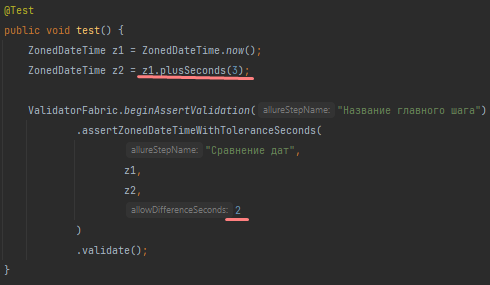 @Test
public void test() {
ZonedDateTime z1 = ZonedDateTime.now();
ZonedDateTime z2 = z1.plusSeconds(3);
ValidatorFabric.beginAssertValidation( allureStepName: "Название главного шага")
.assertZonedDateTimeWithToleranceSeconds(
allureStepName: "Сравнение дат",
z1,
z2,
allowDifferenceSeconds: 2
)
.validate();
}